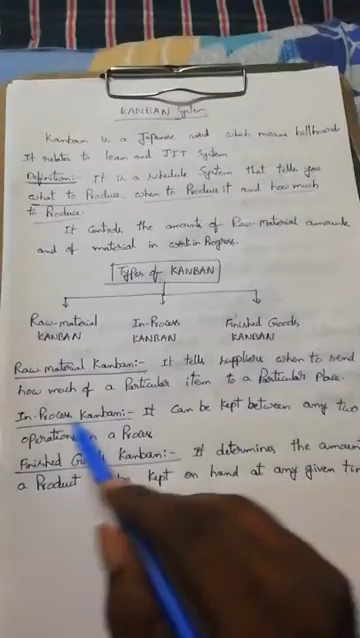 KANBAN System
Kanban is a Japanese word which means billboard
It relates to lean and JIT System
Definition:- It is a schedule System that tells you
what to Produce, when to Produce it and how much
to Produce.
It controls the amounts of Raw-Material amounts
and of material in work in Progress.
Types of KANBAN
Raw-material In-Process Finished Goods
KANBAN KANBAN KANBAN
Raw material Kanban:- It tells suppliers when to send
how much of a Particular item to a Particular Place.
In-Process Kanban:- It can be kept between any two
operations in a Process.
Finished Goods Kanban:- It determines the amount
a Product kept on hand at any given